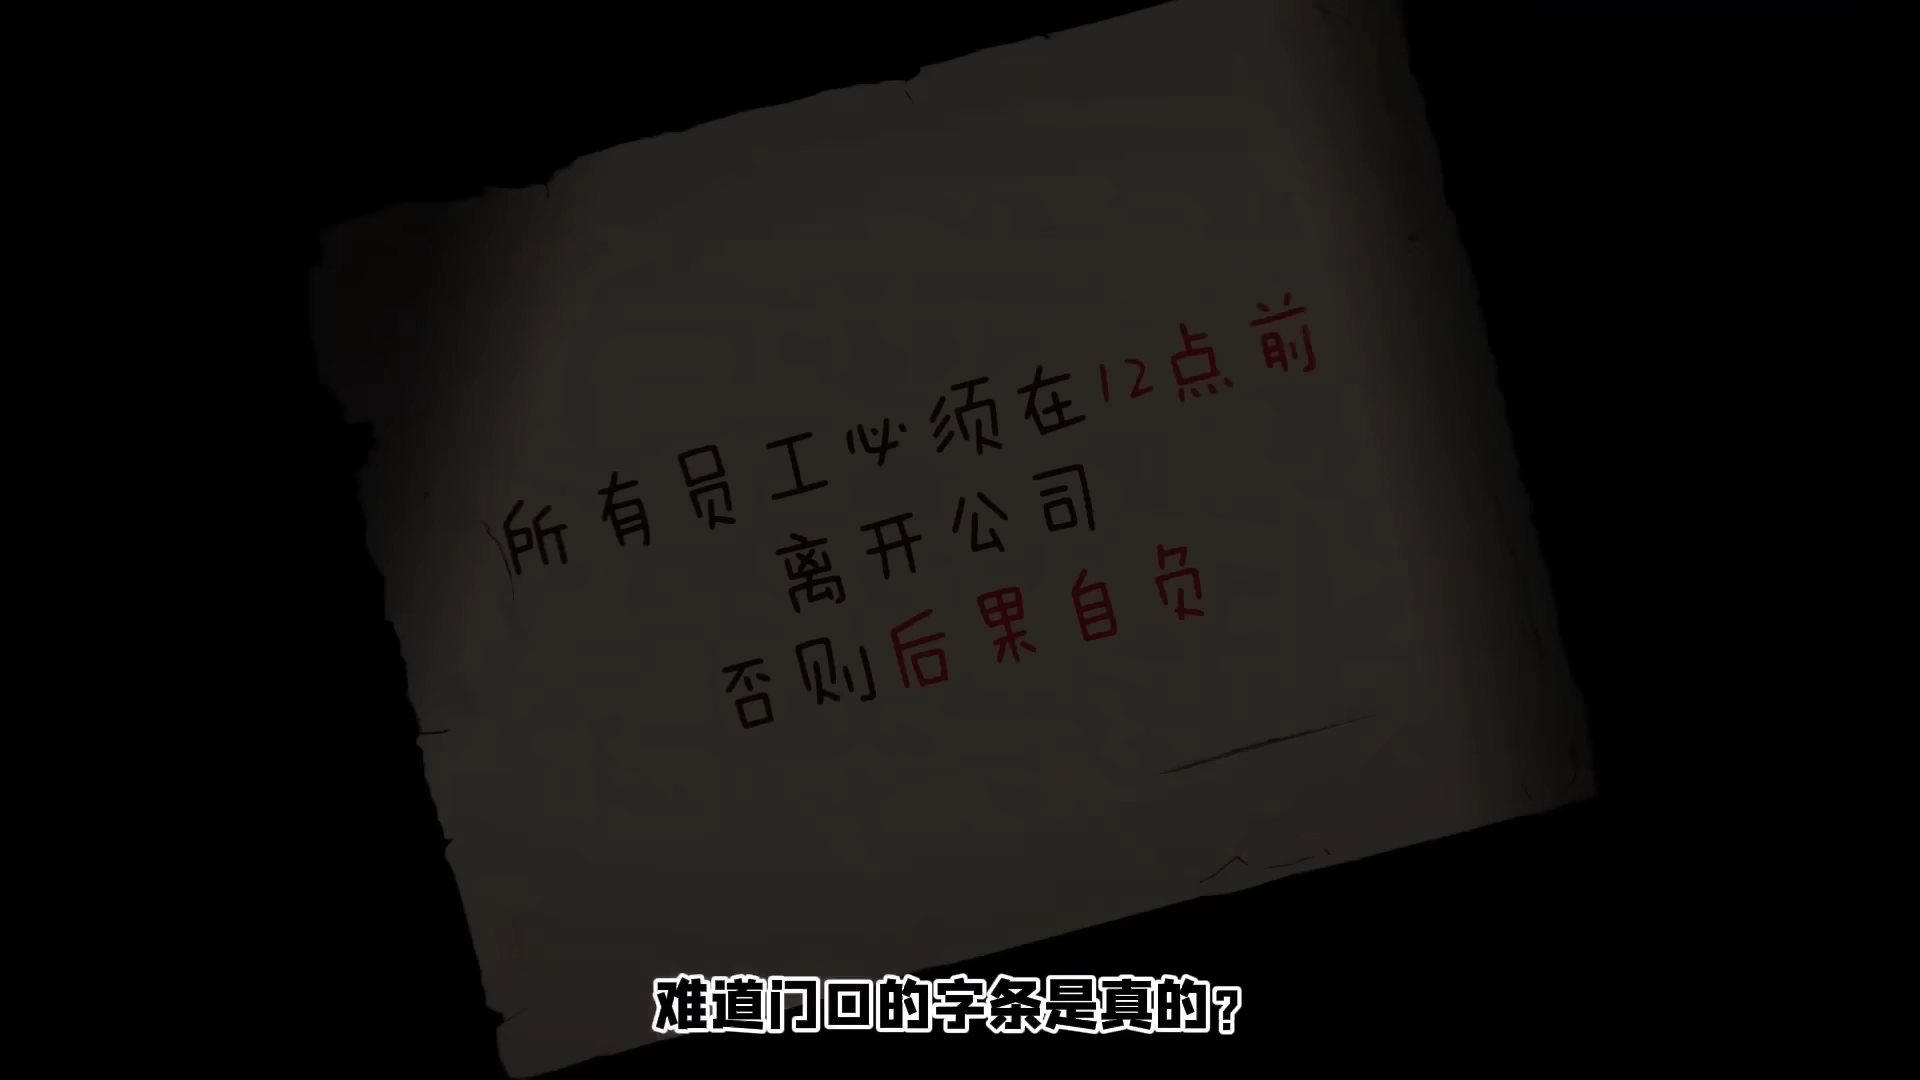 所有员工必须在12点前
离开公司
否则后果自负
难道门口的字条是真的?